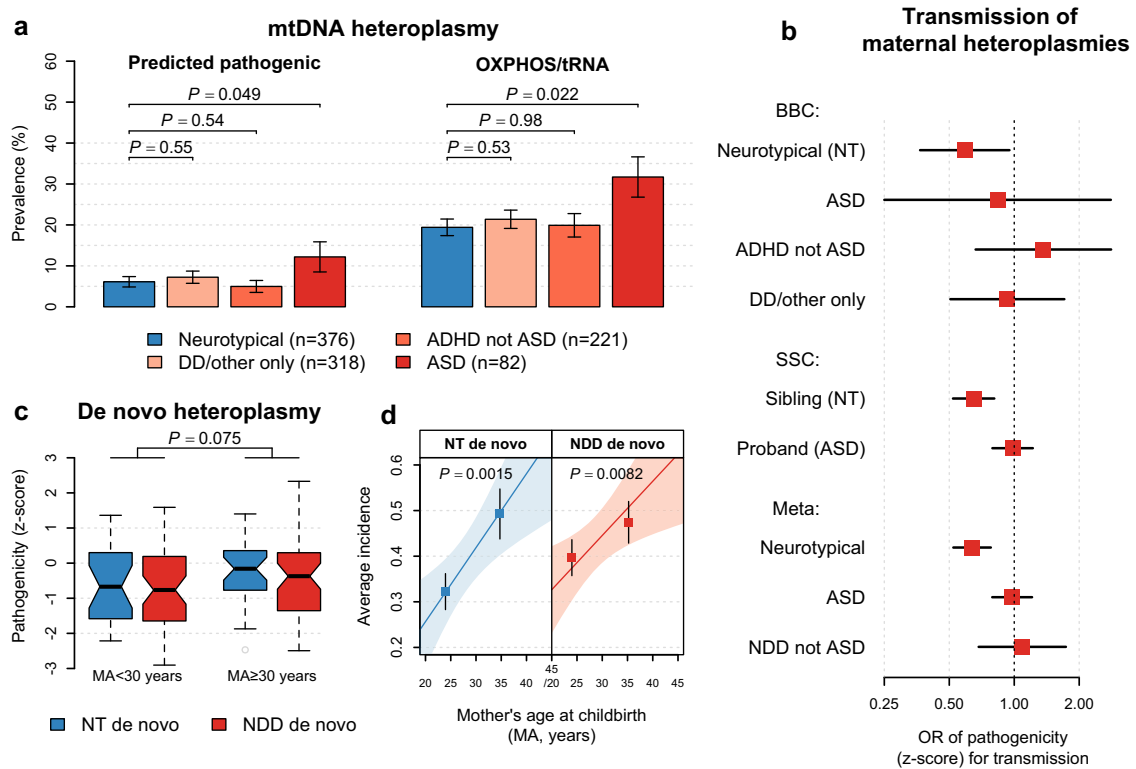 a
mtDNA heteroplasmy
Predicted pathogenic
OXPHOS/tRNA
Prevalence (%)
60
50
40
30
20
10
0
P = 0.049
P = 0.54
P = 0.55
P = 0.022
P = 0.98
P = 0.53
Neurotypical (n=376)
DD/other only (n=318)
ADHD not ASD (n=221)
ASD (n=82)
b
Transmission of
maternal heteroplasmies
BBC:
Neurotypical (NT)
ASD
ADHD not ASD
DD/other only
SSC:
Sibling (NT)
Proband (ASD)
Meta:
Neurotypical
ASD
NDD not ASD
0.25 0.50 1.00 2.00
OR of pathogenicity
(z-score) for transmission
c
De novo heteroplasmy
P = 0.075
Pathogenicity (z-score)
3
2
1
0
-1
-2
-3
MA<30 years MA≥30 years
NT de novo
NDD de novo
d
NT de novo
NDD de novo
P = 0.0015
P = 0.0082
Average incidence
0.6
0.5
0.4
0.3
0.2
20 25 30 35 40 45/20 25 30 35 40 45
Mother's age at childbirth
(MA, years)